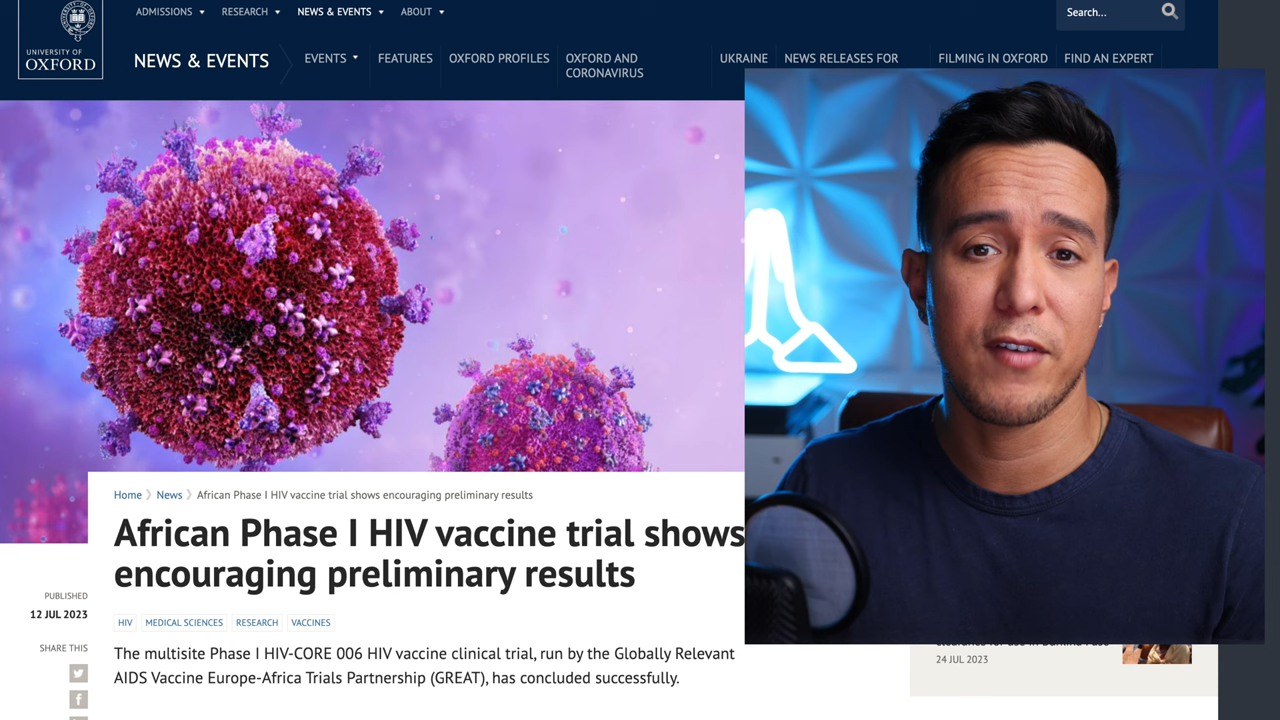 ADMISSIONS RESEARCH NEWS & EVENTS ABOUT
Search...
UNIVERSITY OF
OXFORD
NEWS & EVENTS
EVENTS FEATURES OXFORD PROFILES OXFORD AND CORONAVIRUS UKRAINE NEWS RELEASES FOR FILMING IN OXFORD FIND AN EXPERT
Home News African Phase I HIV vaccine trial shows encouraging preliminary results
African Phase I HIV vaccine trial shows
encouraging preliminary results
PUBLISHED
12 JUL 2023
HIV MEDICAL SCIENCES RESEARCH VACCINES
SHARE THIS
The multisite Phase I HIV-CORE 006 HIV vaccine clinical trial, run by the Globally Relevant
AIDS Vaccine Europe-Africa Trials Partnership (GREAT), has concluded successfully.
24 JUL 2023